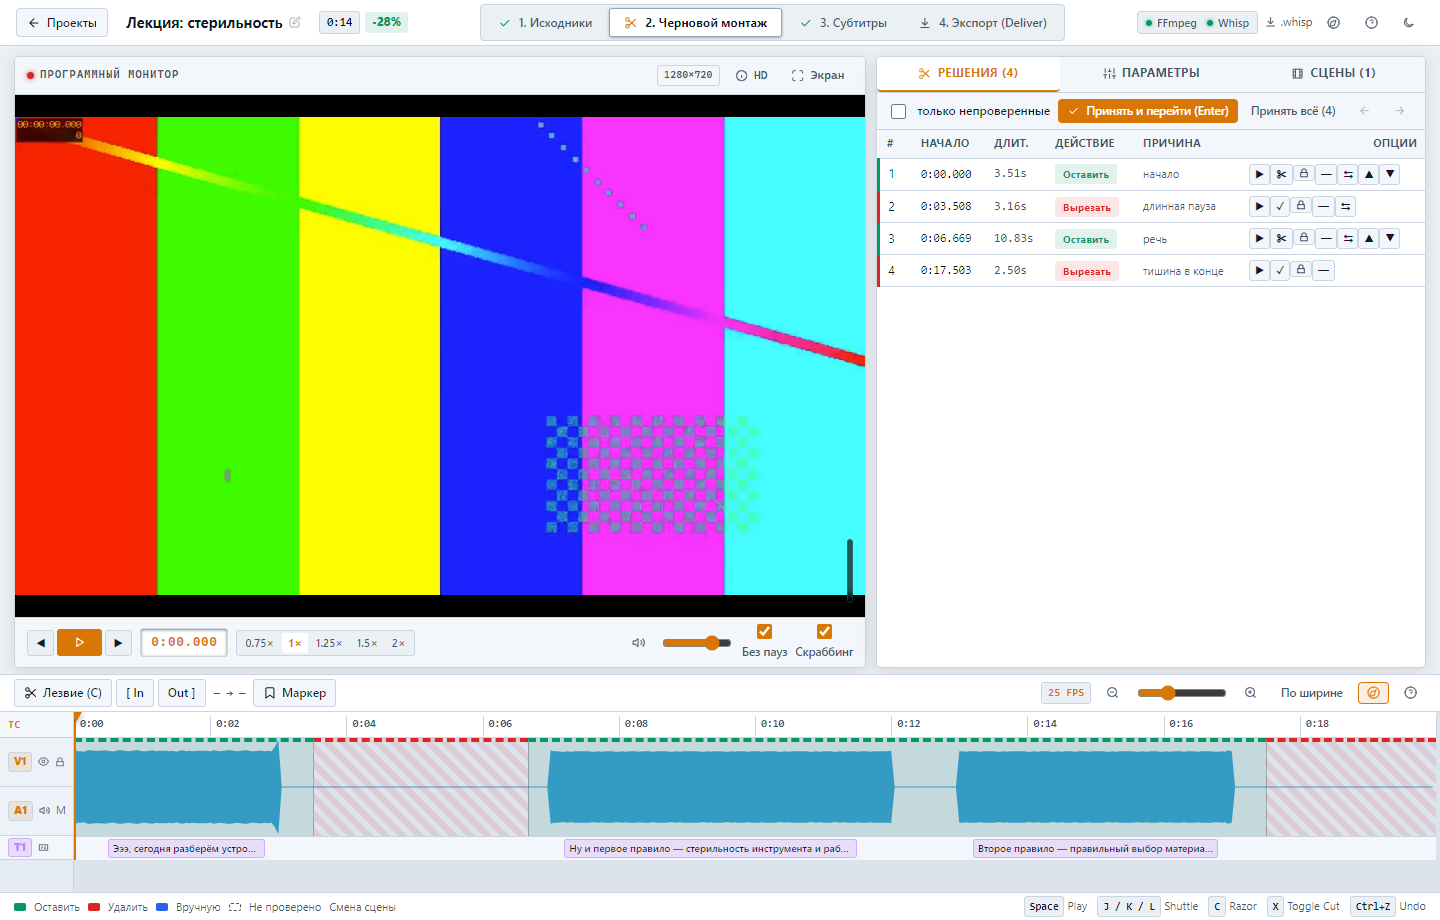 Проекты
Лекция: стерильность
0:14
-28%
1. Исходники
2. Черновой монтаж
3. Субтитры
4. Экспорт (Deliver)
FFmpeg
Whisp
.whisp
ПРОГРАММНЫЙ МОНИТОР
1280×720
HD
Экран
00:00:00.000
0
0:00.000
0.75×
1×
1.25×
1.5×
2×
Без пауз
Скраббинг
РЕШЕНИЯ (4)
ПАРАМЕТРЫ
СЦЕНЫ (1)
только непроверенные
Принять и перейти (Enter)
Принять всё (4)
# НАЧАЛО ДЛИТ. ДЕЙСТВИЕ ПРИЧИНА ОПЦИИ
1 0:00.000 3.51s Оставить начало
2 0:03.508 3.16s Вырезать длинная пауза
3 0:06.669 10.83s Оставить речь
4 0:17.503 2.50s Вырезать тишина в конце
Лезвие (C)
[ In
Out ]
— → —
Маркер
25 FPS
По ширине
TC
0:00 0:02 0:04 0:06 0:08 0:10 0:12 0:14 0:16 0:18
V1
A1
M
T1
Эээ, сегодня разберём устро...
Ну и первое правило — стерильность инструмента и раб...
Второе правило — правильный выбор материа...
Оставить
Удалить
Вручную
Не проверено
Смена сцены
Space Play
J / K / L Shuttle
C Razor
X Toggle Cut
Ctrl+Z Undo